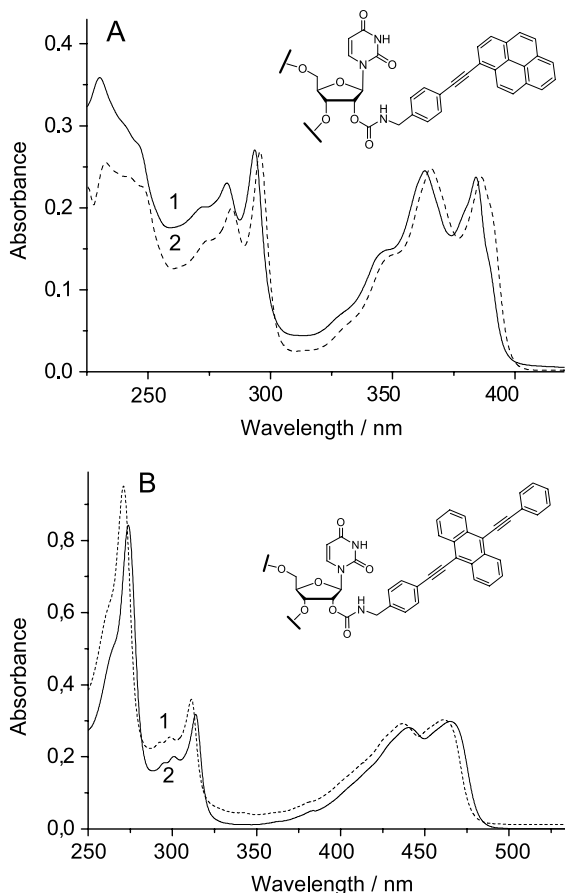 A
0.4
0.3
0.2
0.1
0.0
Absorbance
1
2
250
300
350
400
Wavelength / nm
O
NH
N
O
O
O
O
O
H
N
O
B
0,8
0,6
0,4
0,2
0,0
Absorbance
1
2
250
300
350
400
450
500
Wavelength / nm
O
NH
N
O
O
O
O
O
H
N
O